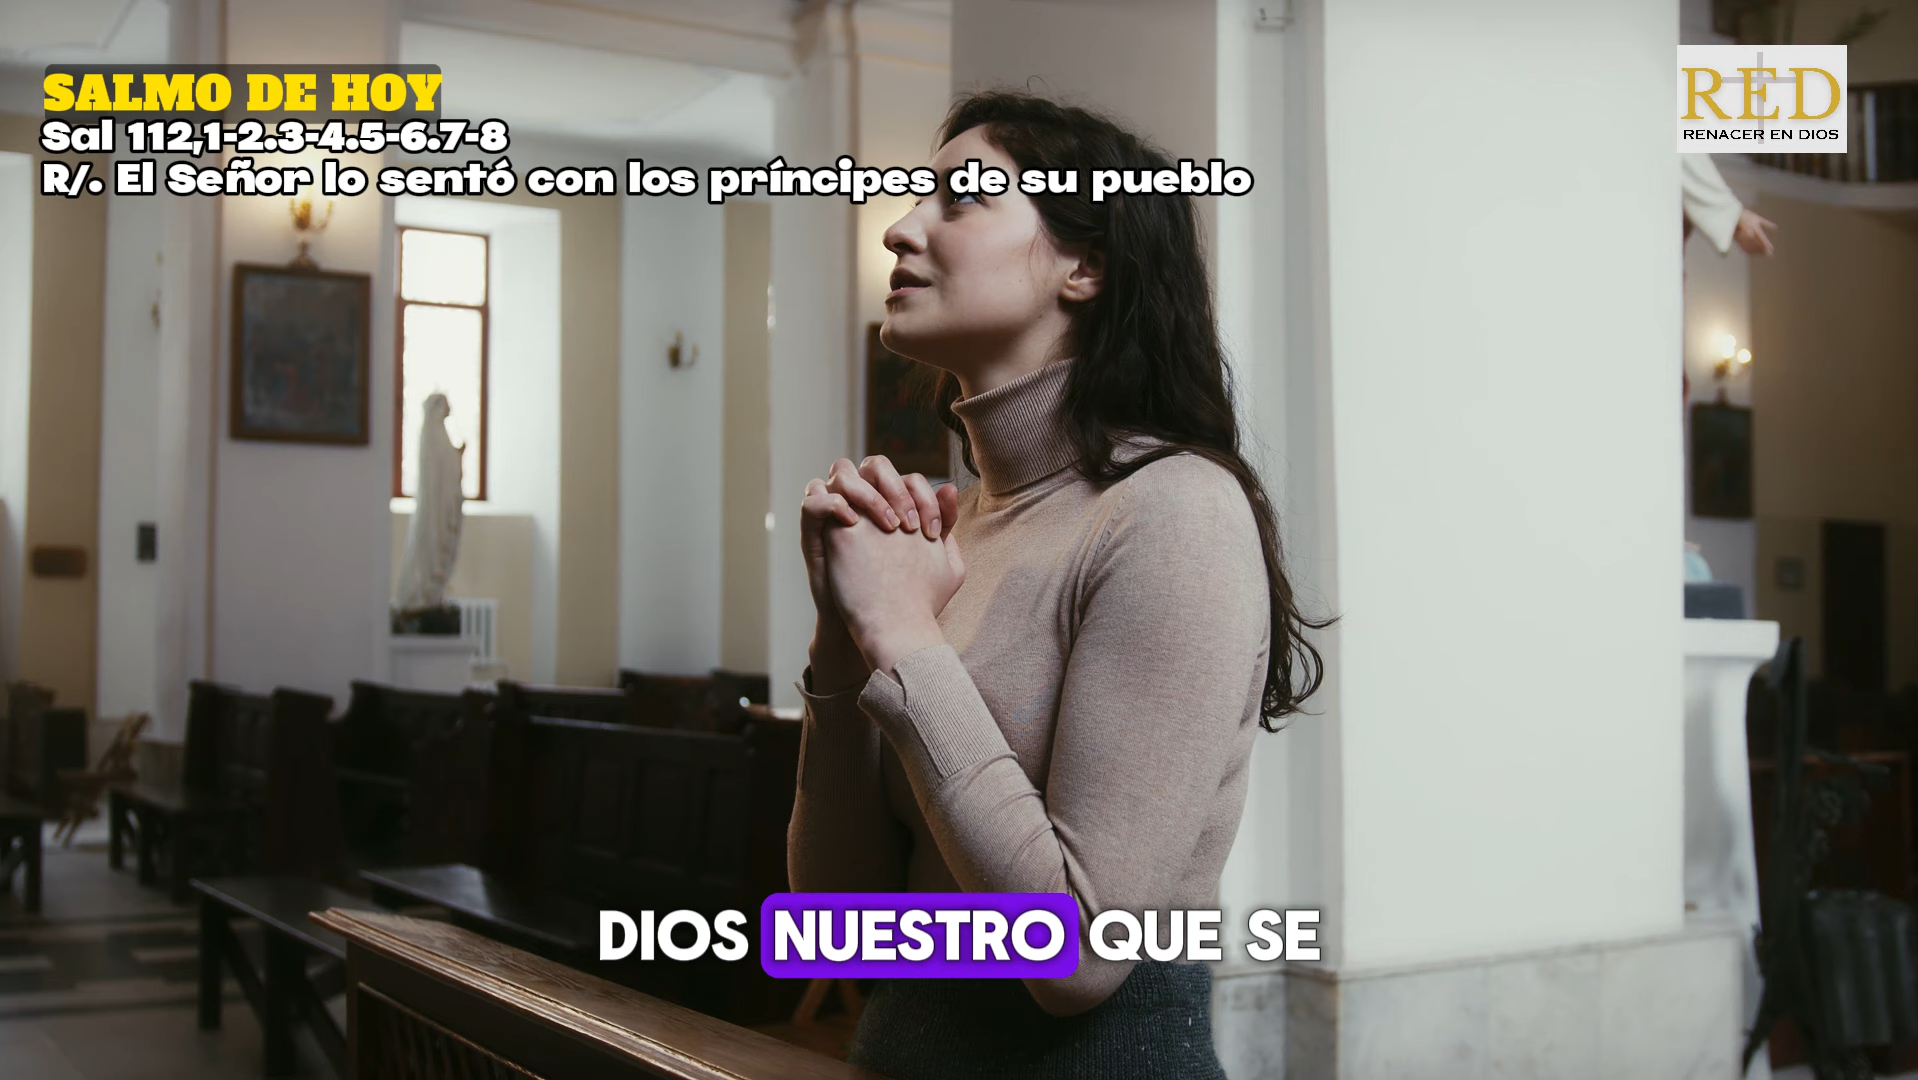 SALMO DE HOY
Sal 112,1-2.3-4.5-6.7-8
R/. El Señor lo sentó con los príncipes de su pueblo
RED
RENACER EN DIOS
DIOS NUESTRO QUE SE